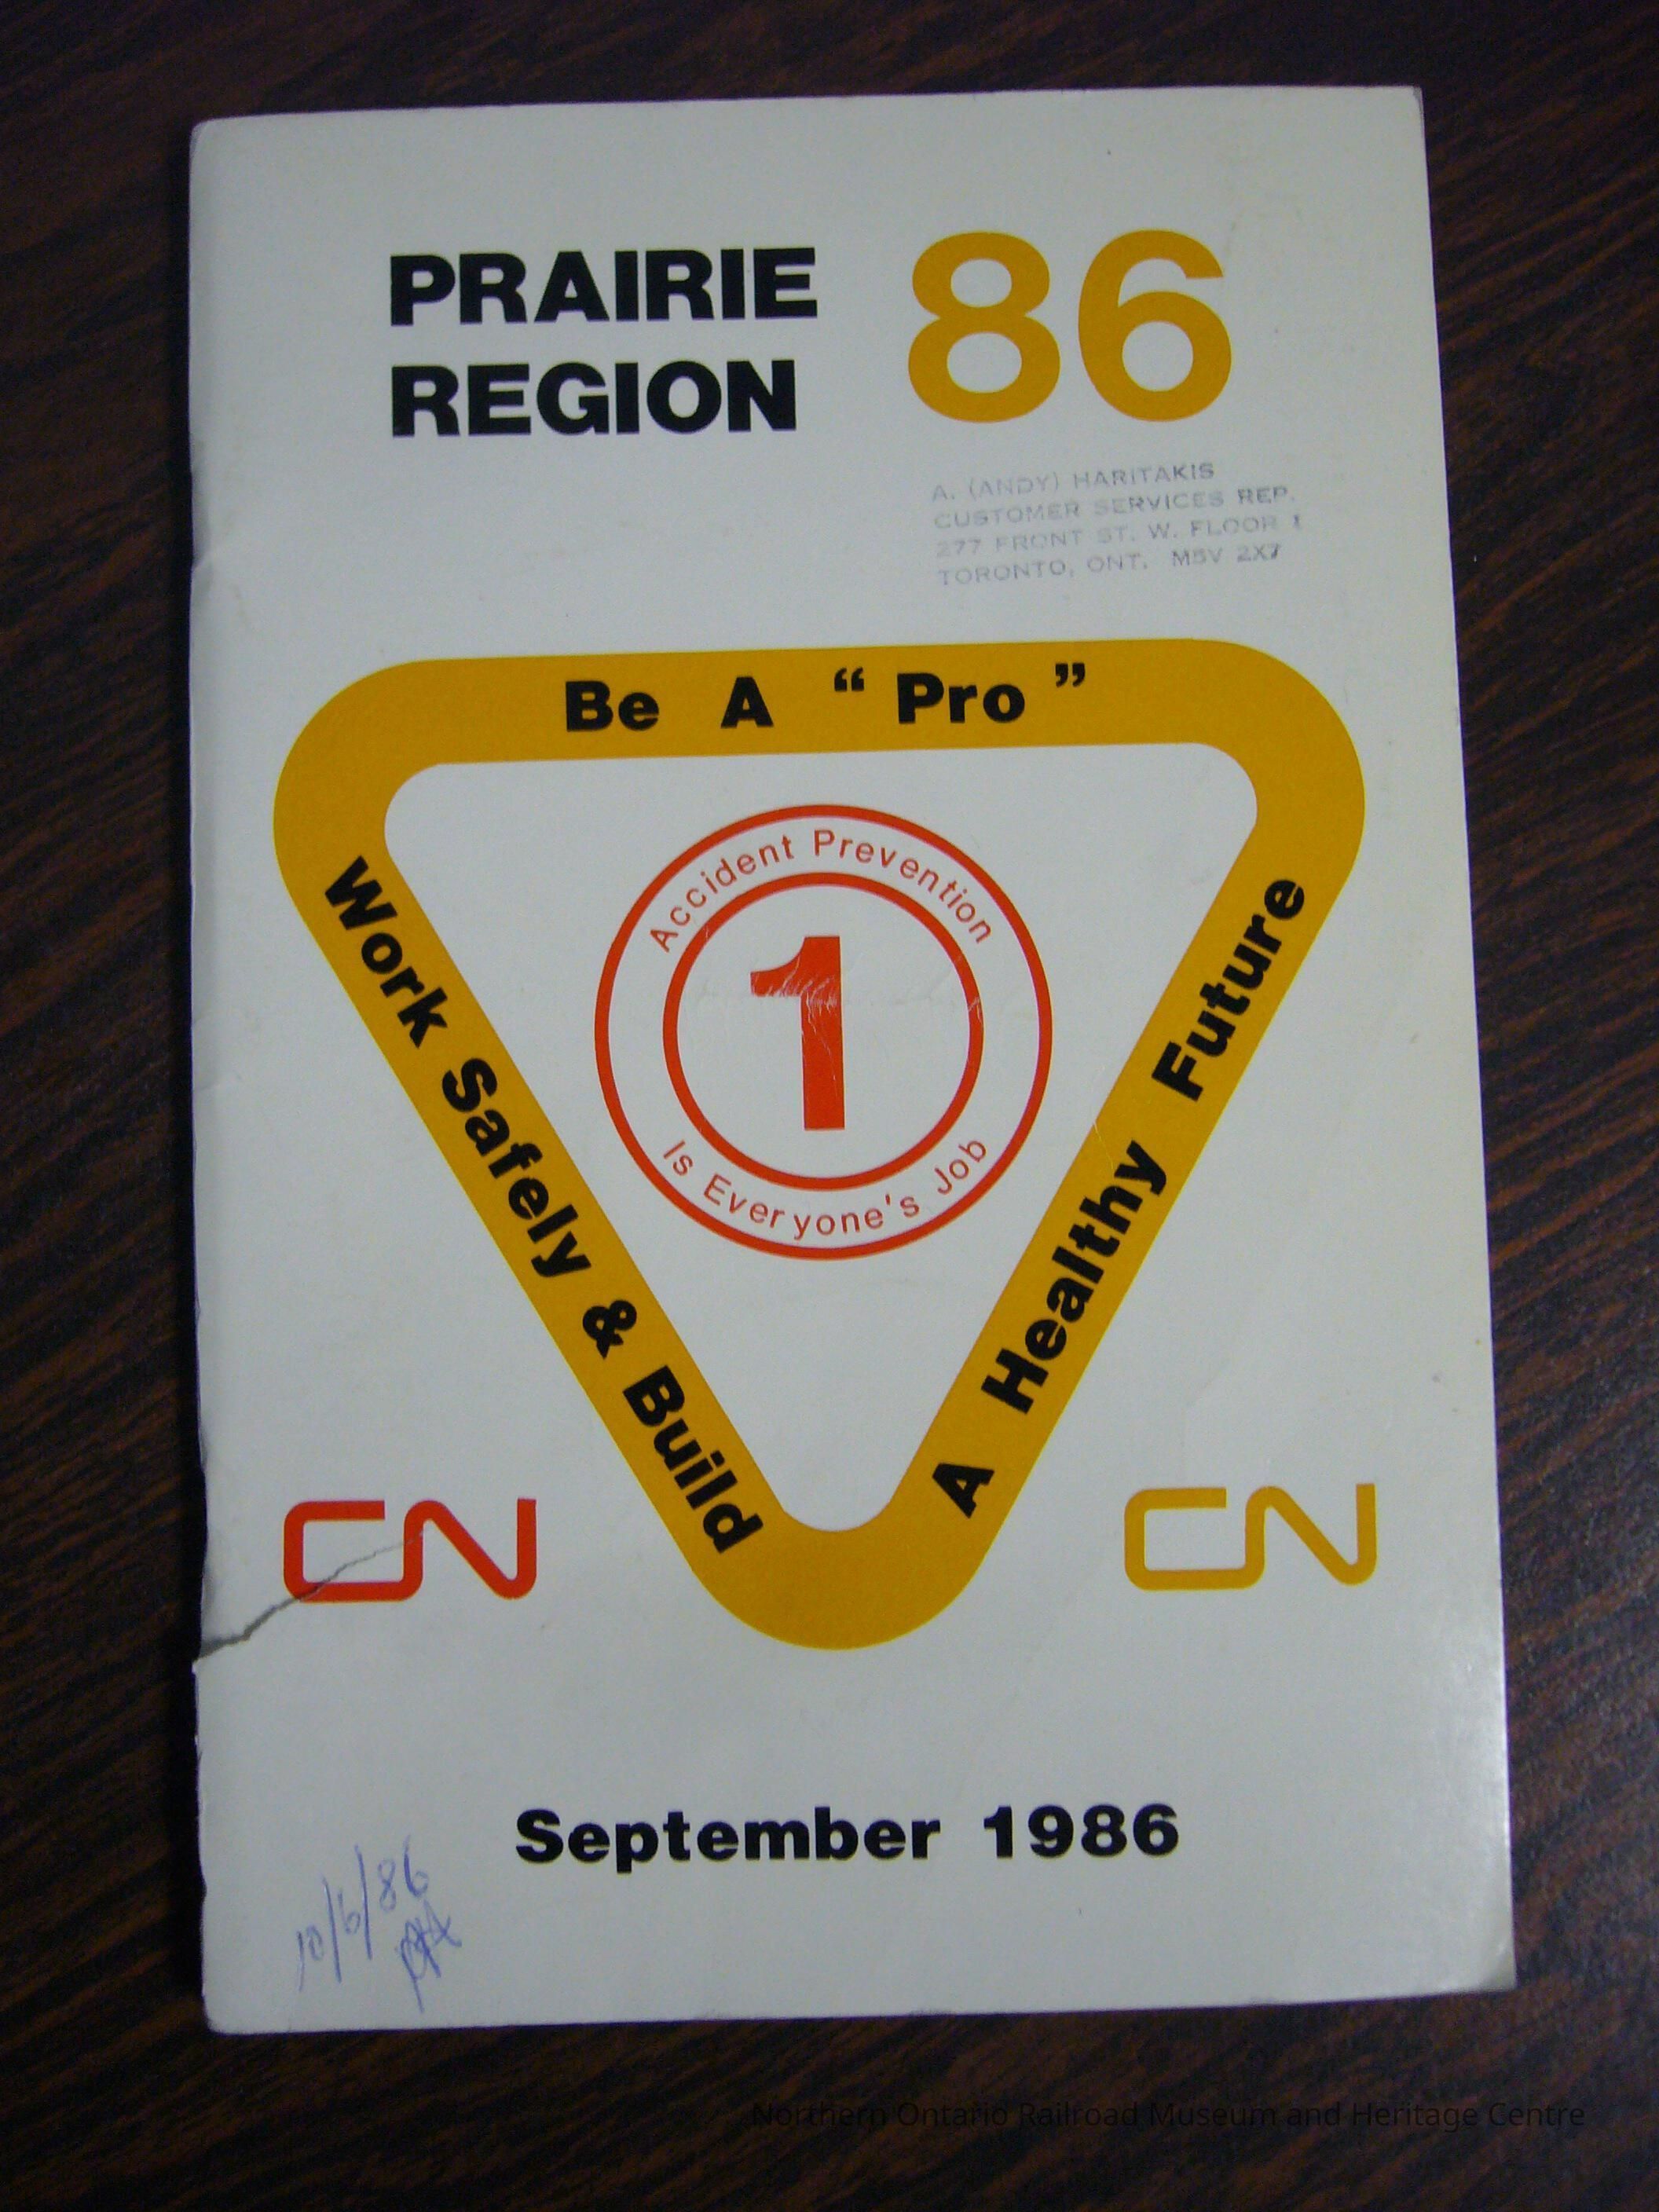 PRAIRIE
REGION
86
A. (ANDY) HARITAKIS
CUSTOMER SERVICES REP.
277 FRONT ST. W. FLOOR 1
TORONTO, ONT. M5V 2X7
Be A “Pro”
Work Safely & Build
A Healthy Future
Accident Prevention
1
Is Everyone's Job
CN
CN
September 1986
10/6/86
Northern Ontario Railroad Museum and Heritage Centre